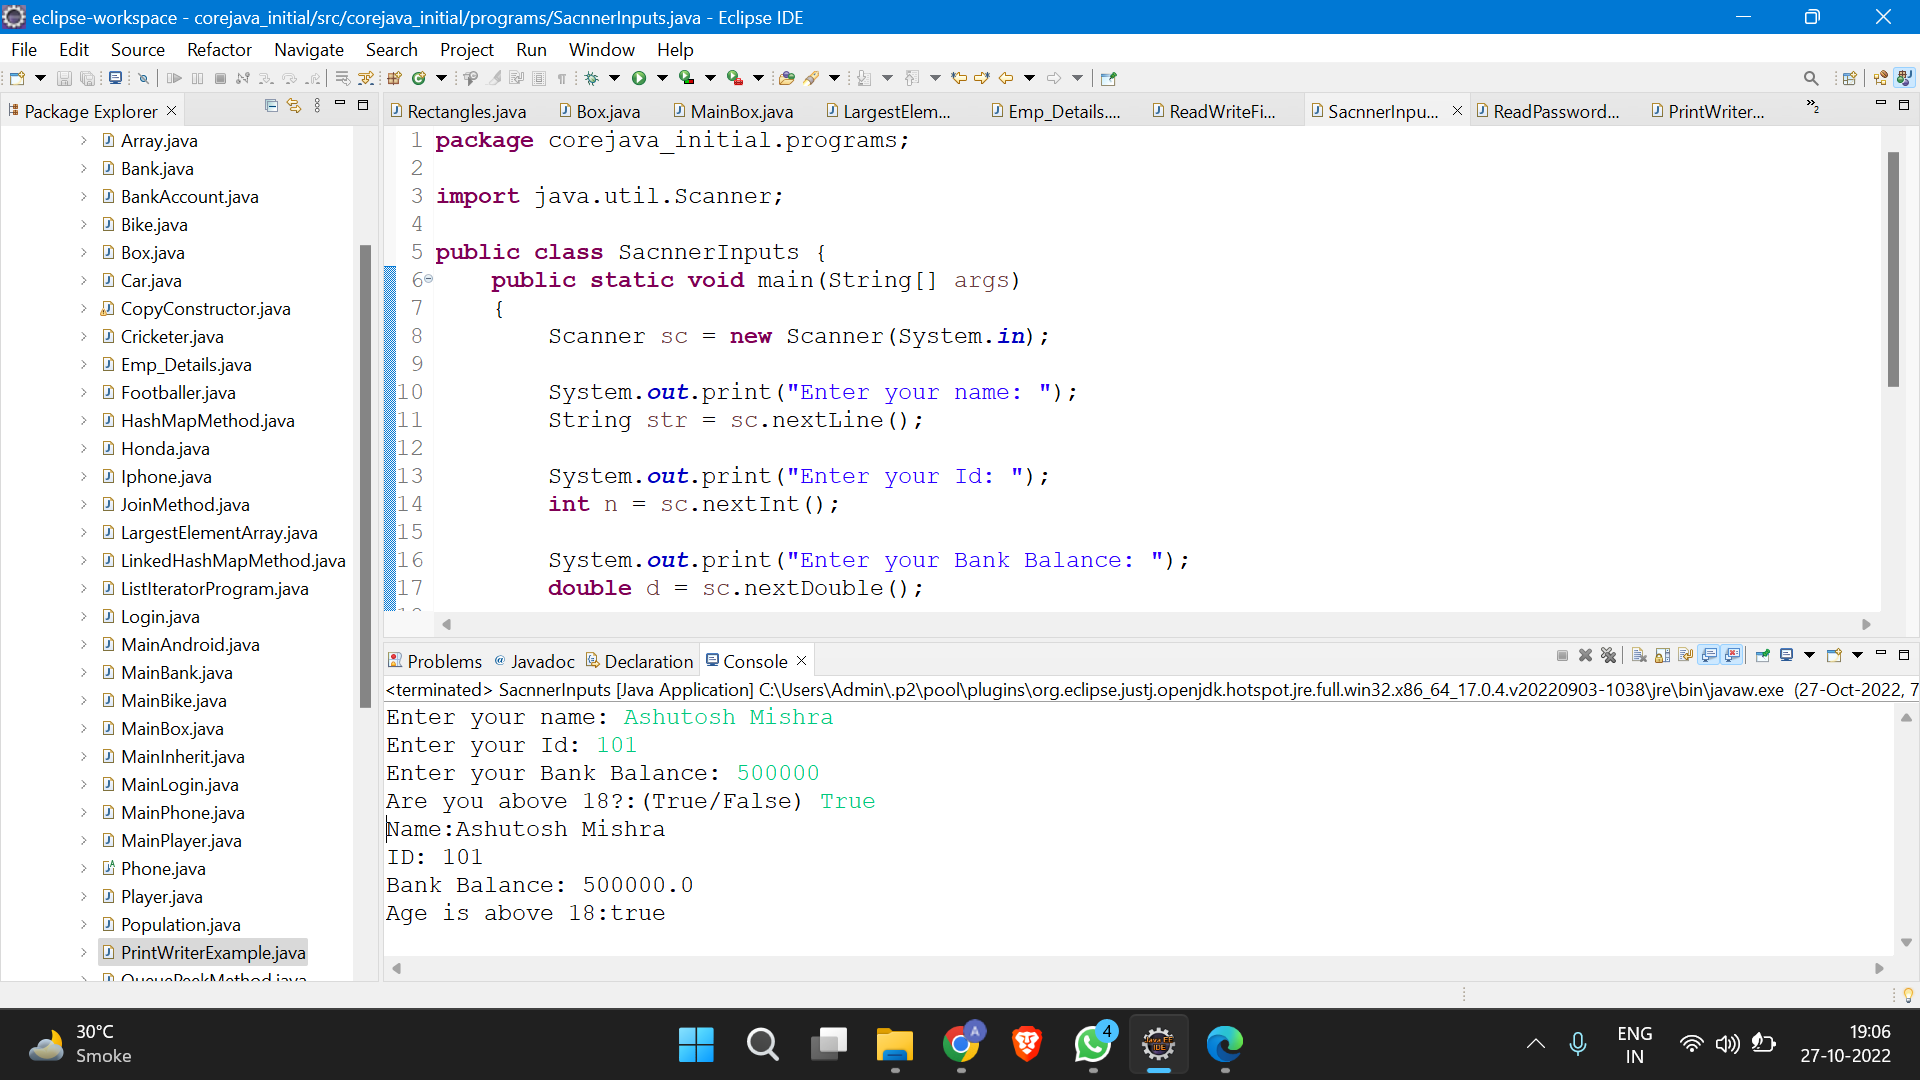 eclipse-workspace - corejava_initial/src/corejava_initial/programs/SacnnerInputs.java - Eclipse IDE
File Edit Source Refactor Navigate Search Project Run Window Help
Package Explorer
Array.java
Bank.java
BankAccount.java
Bike.java
Box.java
Car.java
CopyConstructor.java
Cricketer.java
Emp_Details.java
Footballer.java
HashMapMethod.java
Honda.java
Iphone.java
JoinMethod.java
LargestElementArray.java
LinkedHashMapMethod.java
ListIteratorProgram.java
Login.java
MainAndroid.java
MainBank.java
MainBike.java
MainBox.java
MainInherit.java
MainLogin.java
MainPhone.java
MainPlayer.java
Phone.java
Player.java
Population.java
PrintWriterExample.java
QueuePeekMethod.java
Rectangles.java Box.java MainBox.java LargestElem... Emp_Details.... ReadWriteFi... SacnnerInpu... ReadPassword... PrintWriter... »2
1 package corejava_initial.programs;
2
3 import java.util.Scanner;
4
5 public class SacnnerInputs {
6 public static void main(String[] args)
7 {
8 Scanner sc = new Scanner(System.in);
9
10 System.out.print("Enter your name: ");
11 String str = sc.nextLine();
12
13 System.out.print("Enter your Id: ");
14 int n = sc.nextInt();
15
16 System.out.print("Enter your Bank Balance: ");
17 double d = sc.nextDouble();
Problems @ Javadoc Declaration Console
<terminated> SacnnerInputs [Java Application] C:\Users\Admin\.p2\pool\plugins\org.eclipse.justj.openjdk.hotspot.jre.full.win32.x86_64_17.0.4.v20220903-1038\jre\bin\javaw.exe (27-Oct-2022, 7
Enter your name: Ashutosh Mishra
Enter your Id: 101
Enter your Bank Balance: 500000
Are you above 18?:(True/False) True
Name:Ashutosh Mishra
ID: 101
Bank Balance: 500000.0
Age is above 18:true
30°C
Smoke
A
4
Java EE
IDE
ENG
IN
19:06
27-10-2022